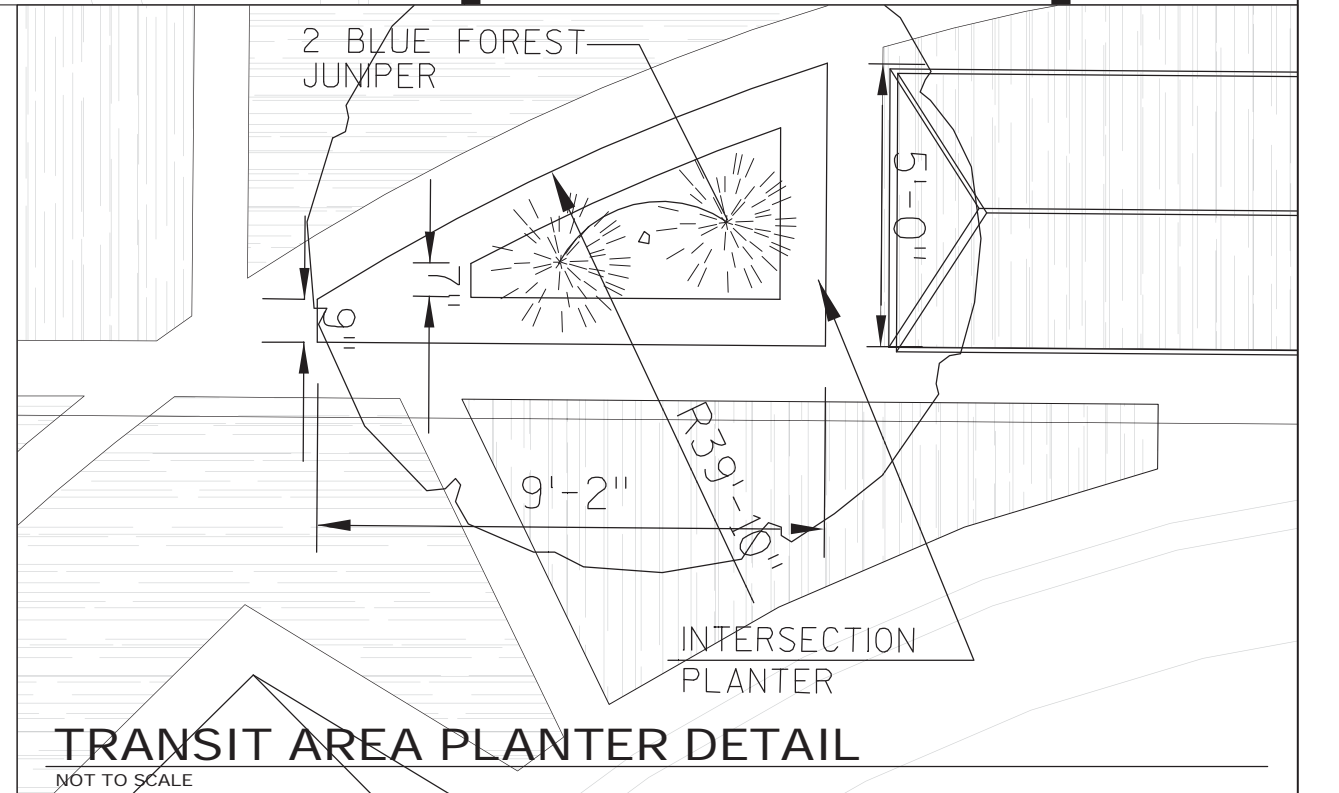 2 BLUE FOREST
JUNIPER
5'-0"
7"
9"
R39'-10"
9'-2"
INTERSECTION
PLANTER
TRANSIT AREA PLANTER DETAIL
NOT TO SCALE